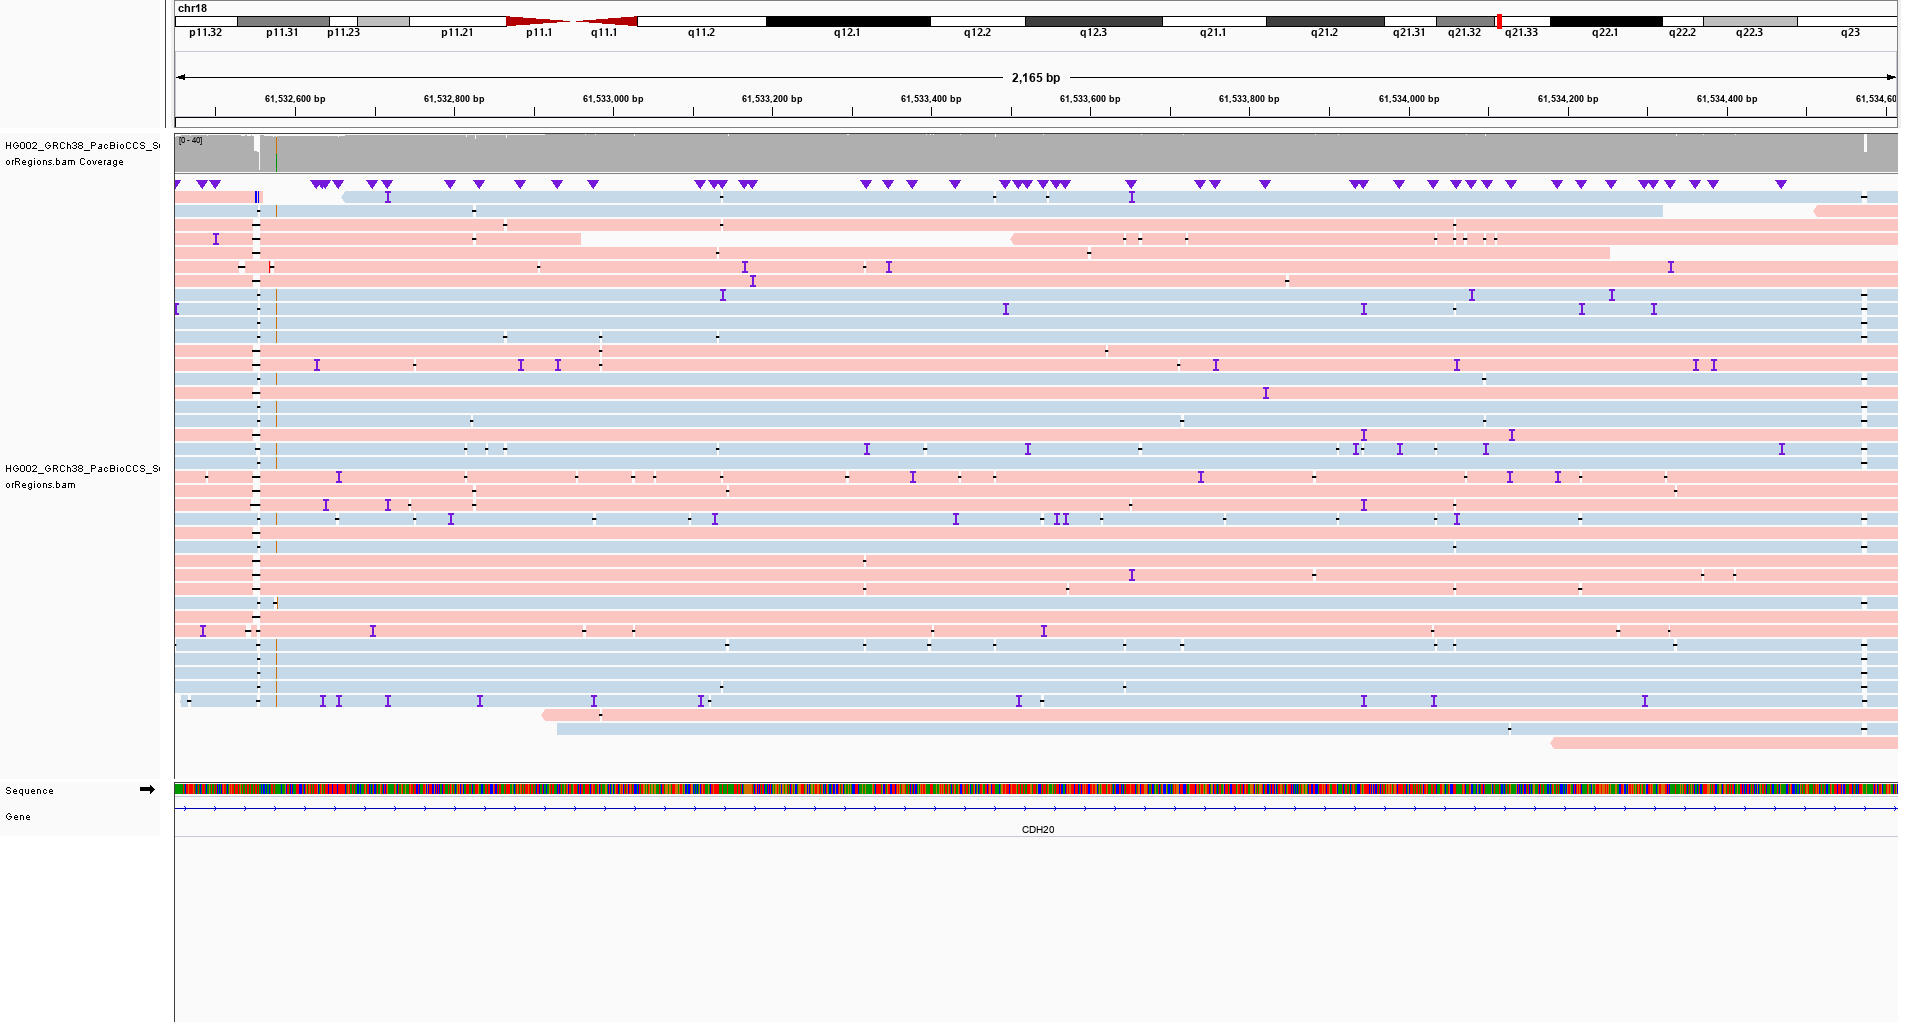 chr18
p11.32 p11.31 p11.23 p11.21 p11.1 q11.1 q11.2 q12.1 q12.2 q12.3 q21.1 q21.2 q21.31 q21.32 q21.33 q22.1 q22.2 q22.3 q23
2,165 bp
61,532,600 bp 61,532,800 bp 61,533,000 bp 61,533,200 bp 61,533,400 bp 61,533,600 bp 61,533,800 bp 61,534,000 bp 61,534,200 bp 61,534,400 bp 61,534,60
[0 - 40]
HG002_GRCh38_PacBioCCS_S
orRegions.bam Coverage
HG002_GRCh38_PacBioCCS_S
orRegions.bam
Sequence
Gene
CDH20